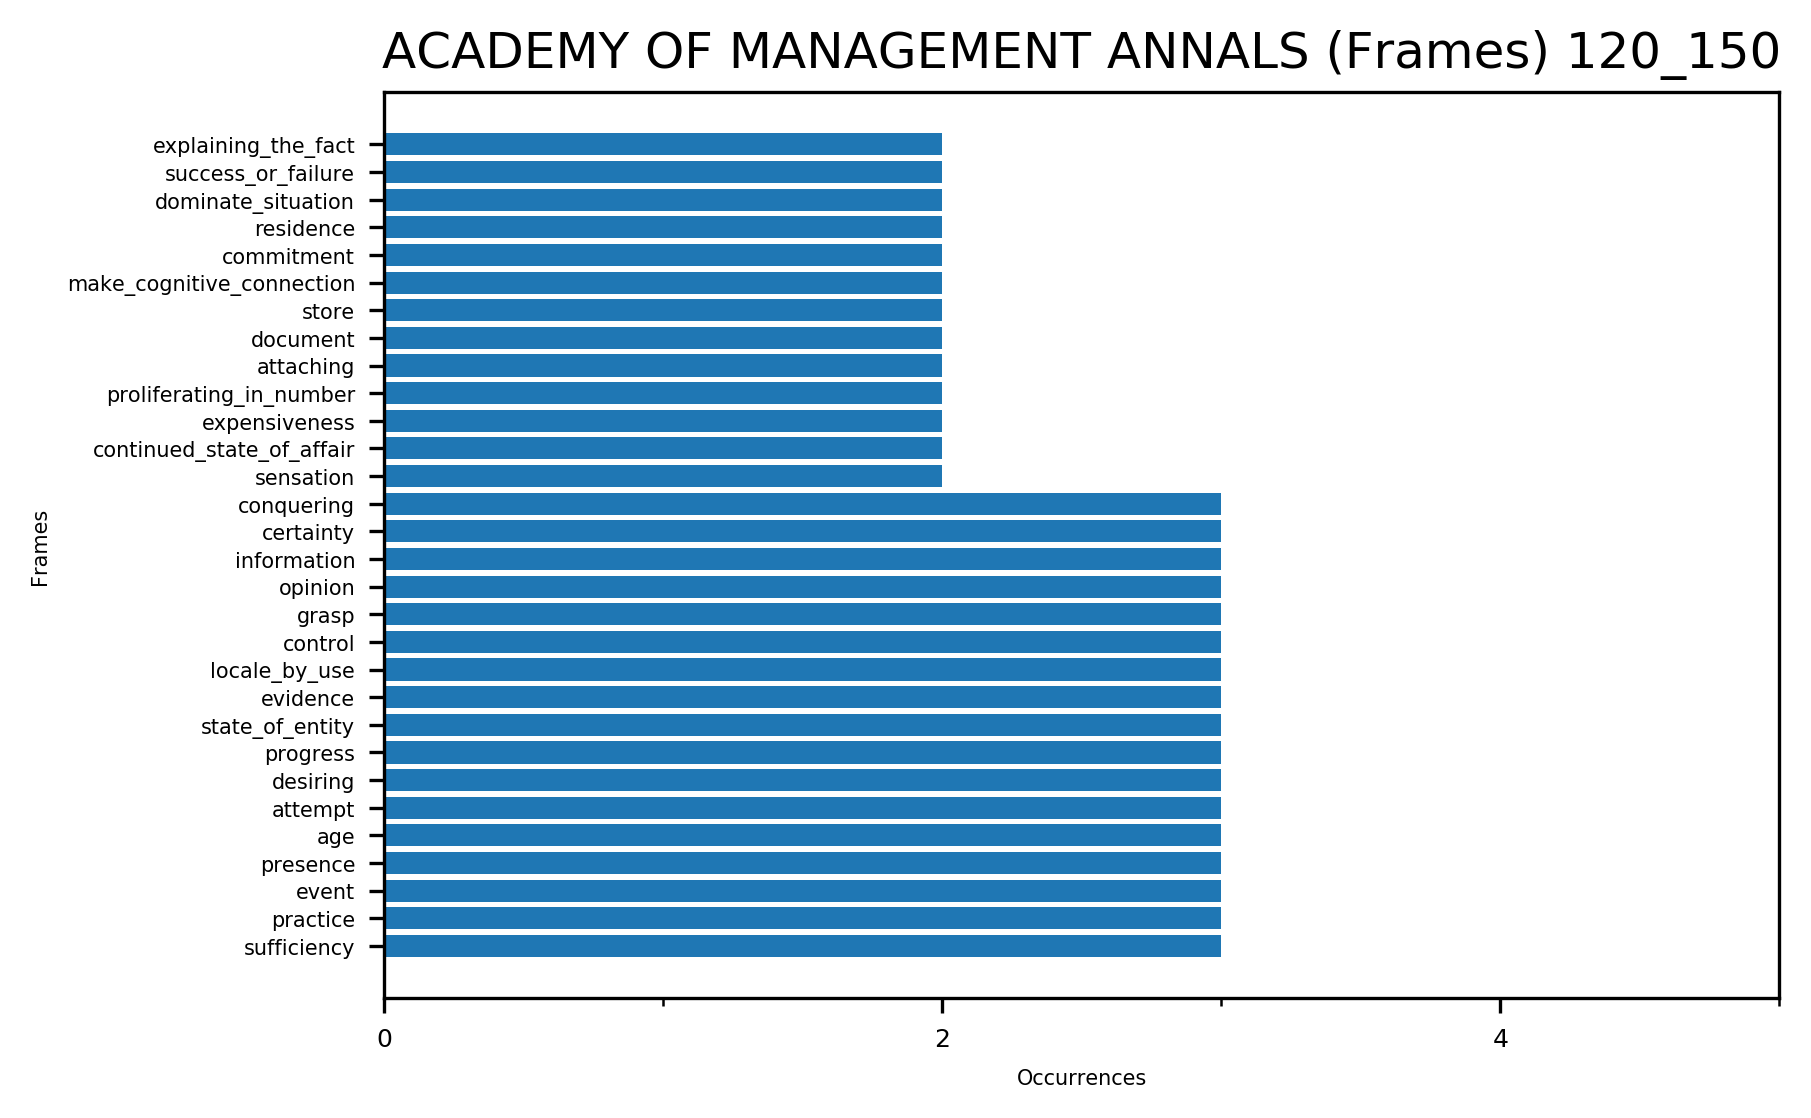 ACADEMY OF MANAGEMENT ANNALS (Frames) 120_150
explaining_the_fact
success_or_failure
dominate_situation
residence
commitment
make_cognitive_connection
store
document
attaching
proliferating_in_number
expensiveness
continued_state_of_affair
sensation
conquering
certainty
information
opinion
grasp
control
locale_by_use
evidence
state_of_entity
progress
desiring
attempt
age
presence
event
practice
sufficiency
Frames
0 2 4
Occurrences